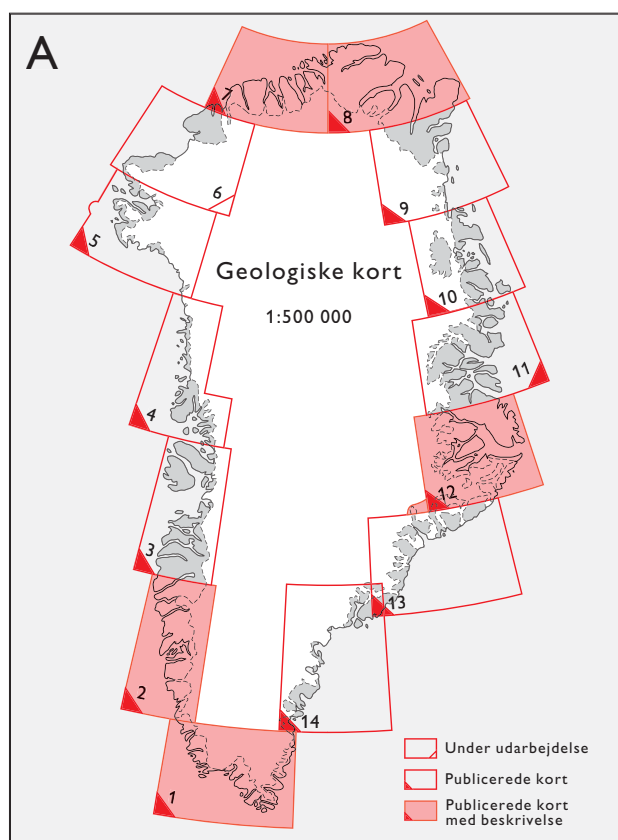 A
7
8
6
9
5
Geologiske kort
10
1:500 000
11
4
12
3
13
2
14
Under udarbejdelse
Publicerede kort
Publicerede kort
med beskrivelse
1